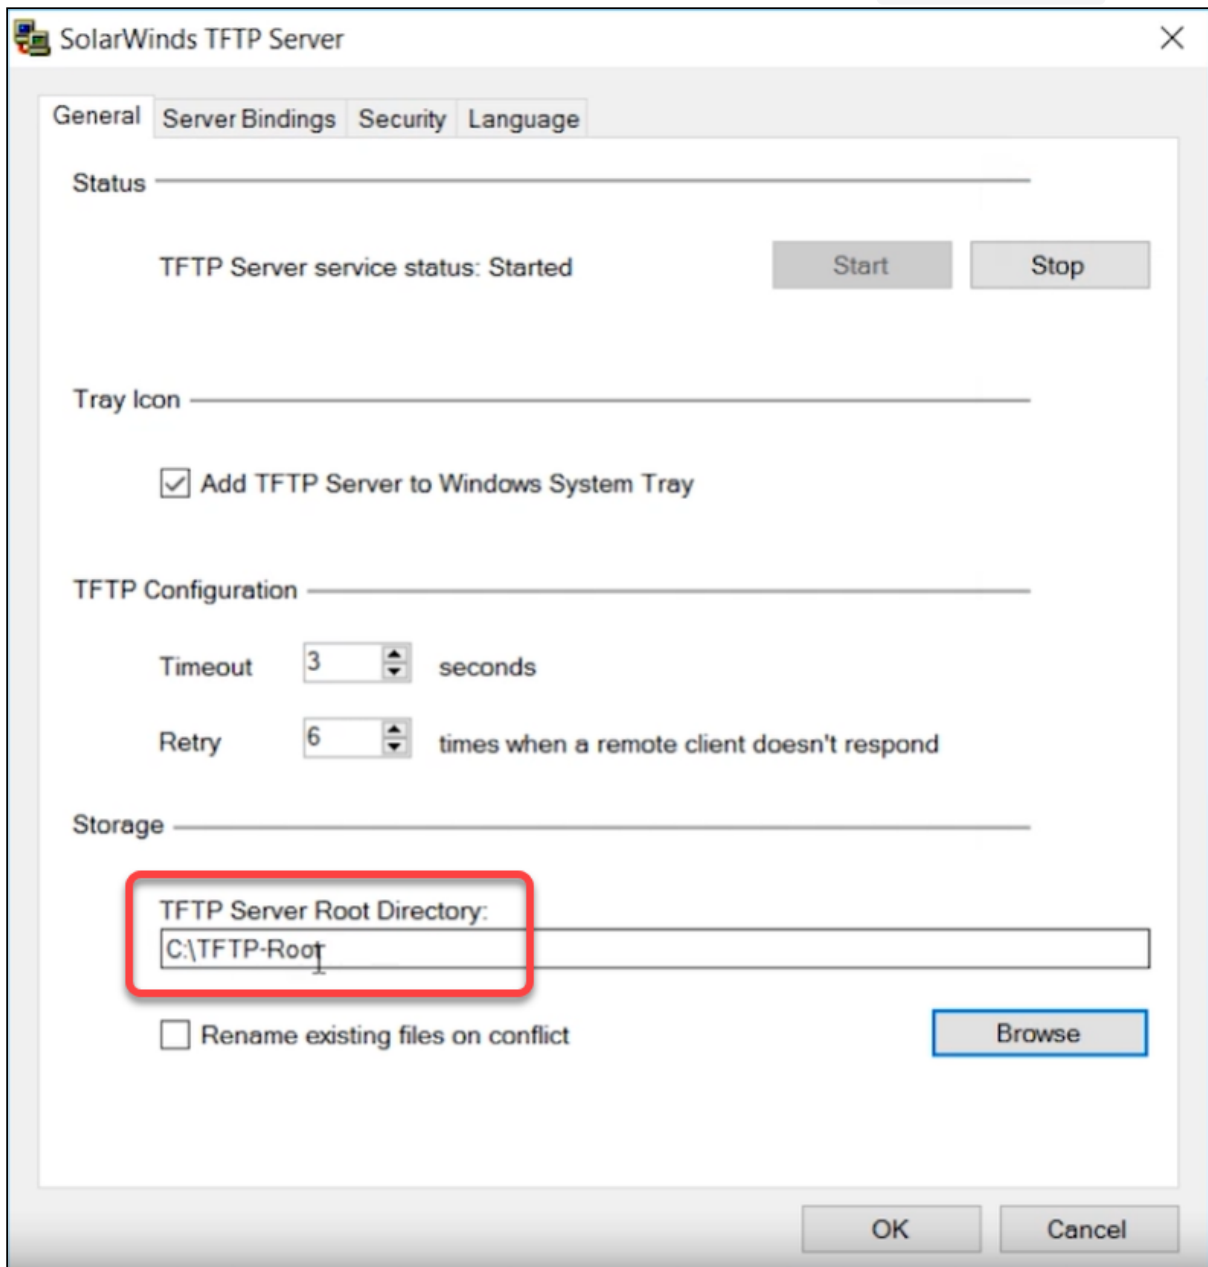 SolarWinds TFTP Server
General Server Bindings Security Language
Status
TFTP Server service status: Started Start Stop
Tray Icon
Add TFTP Server to Windows System Tray
TFTP Configuration
Timeout 3 seconds
Retry 6 times when a remote client doesn't respond
Storage
TFTP Server Root Directory:
C:\TFTP-Root
Rename existing files on conflict Browse
OK Cancel